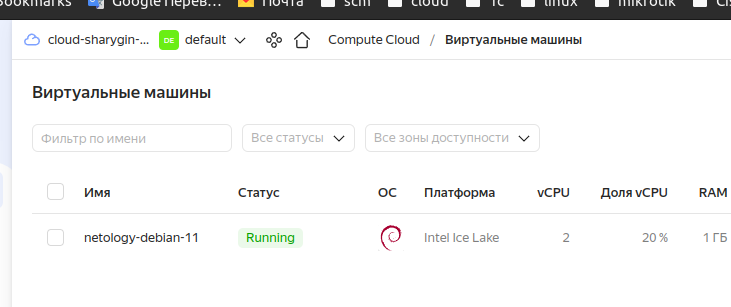 Bookmarks Google Перев... Почта scm cloud 1c linux mikrotik
cloud-sharygin-... DE default Compute Cloud / Виртуальные машины
Виртуальные машины
Фильтр по имени Все статусы Все зоны доступности
Имя Статус ОС Платформа vCPU Доля vCPU RAM
netology-debian-11 Running Intel Ice Lake 2 20 % 1 ГБ